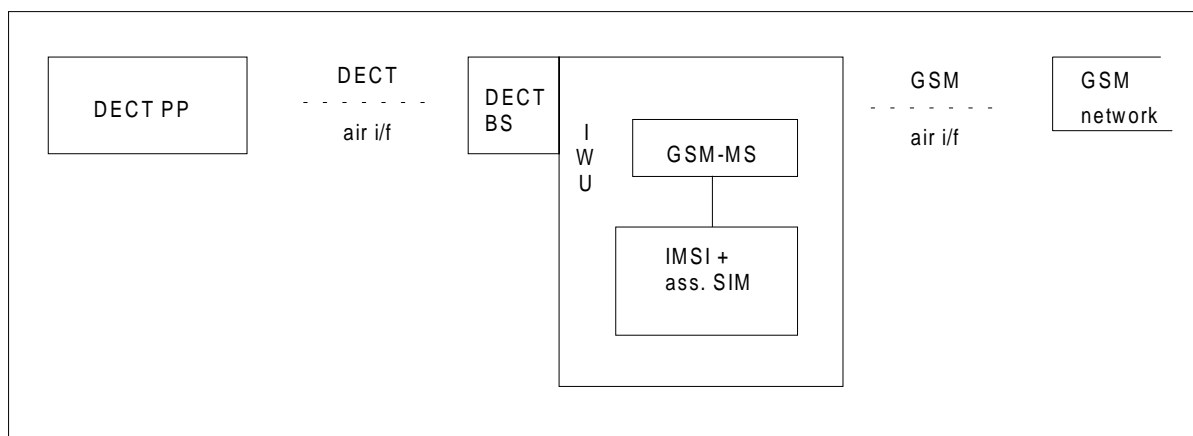 DECT PP
DECT
air i/f
DECT
BS
I
W
U
GSM-MS
IMSI +
ass. SIM
GSM
air i/f
GSM
network